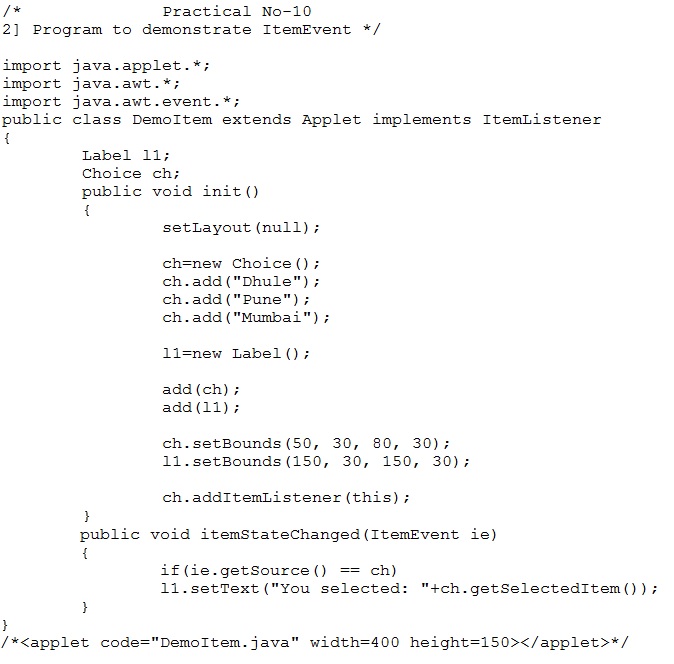 /*              Practical No-10
2] Program to demonstrate ItemEvent */

import java.applet.*;
import java.awt.*;
import java.awt.event.*;
public class DemoItem extends Applet implements ItemListener
{
        Label l1;
        Choice ch;
        public void init()
        {
                setLayout(null);

                ch=new Choice();
                ch.add("Dhule");
                ch.add("Pune");
                ch.add("Mumbai");

                l1=new Label();

                add(ch);
                add(l1);

                ch.setBounds(50, 30, 80, 30);
                l1.setBounds(150, 30, 150, 30);

                ch.addItemListener(this);
        }
        public void itemStateChanged(ItemEvent ie)
        {
                if(ie.getSource() == ch)
                l1.setText("You selected: "+ch.getSelectedItem());
        }
}
/*<applet code="DemoItem.java" width=400 height=150></applet>*/